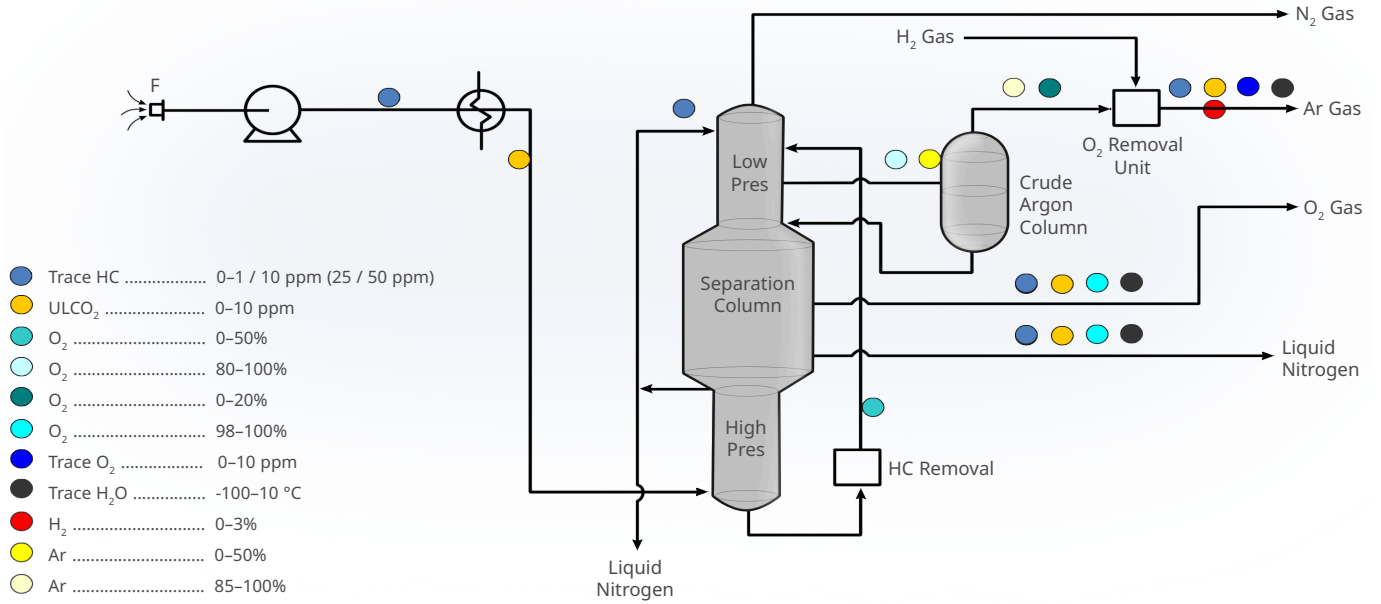 N₂ Gas
H₂ Gas
F
Ar Gas
O₂ Removal
Unit
Low
Pres
Crude
Argon
Column
O₂ Gas
Trace HC .................. 0–1 / 10 ppm (25 / 50 ppm)
ULCO₂ ...................... 0–10 ppm
O₂ ............................. 0–50%
O₂ ............................. 80–100%
O₂ ............................. 0–20%
O₂ ............................. 98–100%
Trace O₂ .................. 0–10 ppm
Trace H₂O ................ -100–10 °C
H₂ ............................. 0–3%
Ar ............................. 0–50%
Ar ............................. 85–100%
Separation
Column
Liquid
Nitrogen
High
Pres
HC Removal
Liquid
Nitrogen